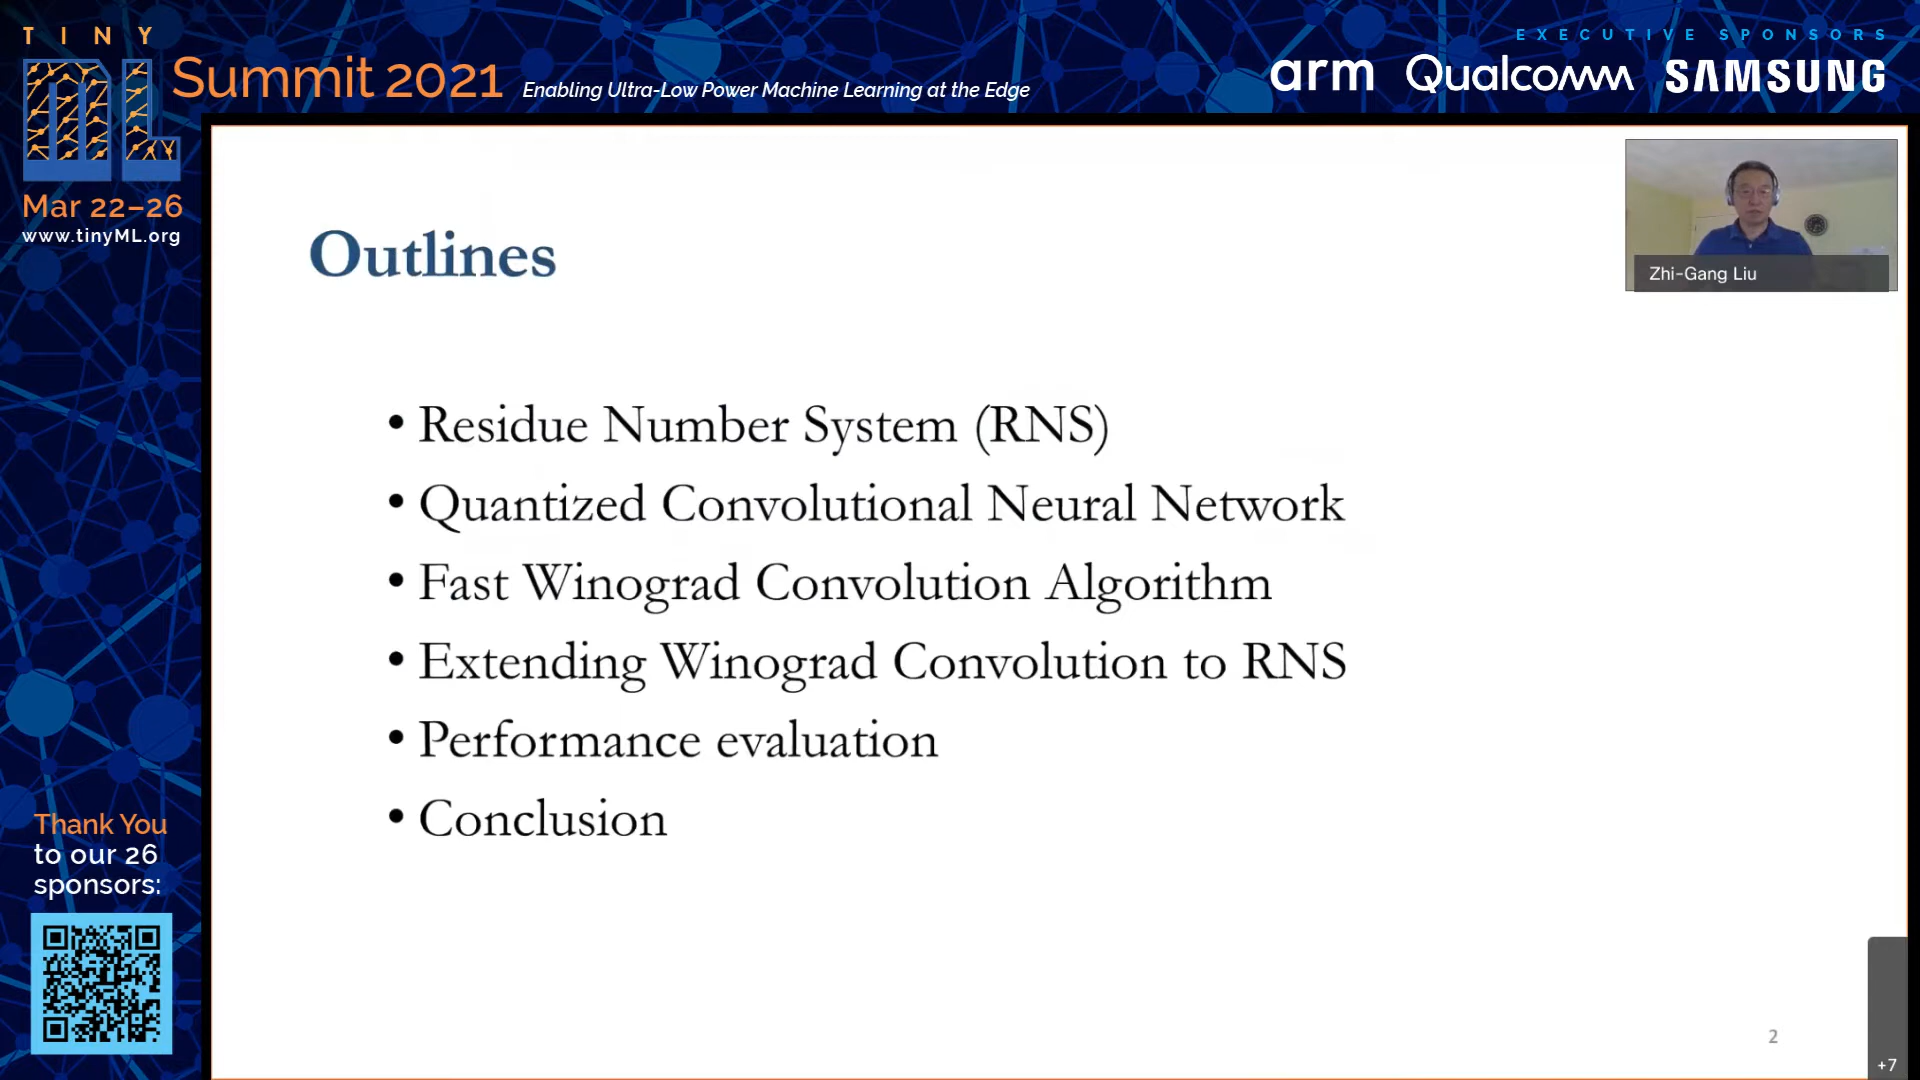 TINY
ML
Summit 2021
Enabling Ultra-Low Power Machine Learning at the Edge
EXECUTIVE SPONSORS
arm Qualcomm SAMSUNG
Mar 22–26
www.tinyML.org
Outlines
Zhi-Gang Liu
• Residue Number System (RNS)
• Quantized Convolutional Neural Network
• Fast Winograd Convolution Algorithm
• Extending Winograd Convolution to RNS
• Performance evaluation
• Conclusion
Thank You
to our 26
sponsors:
2
+7